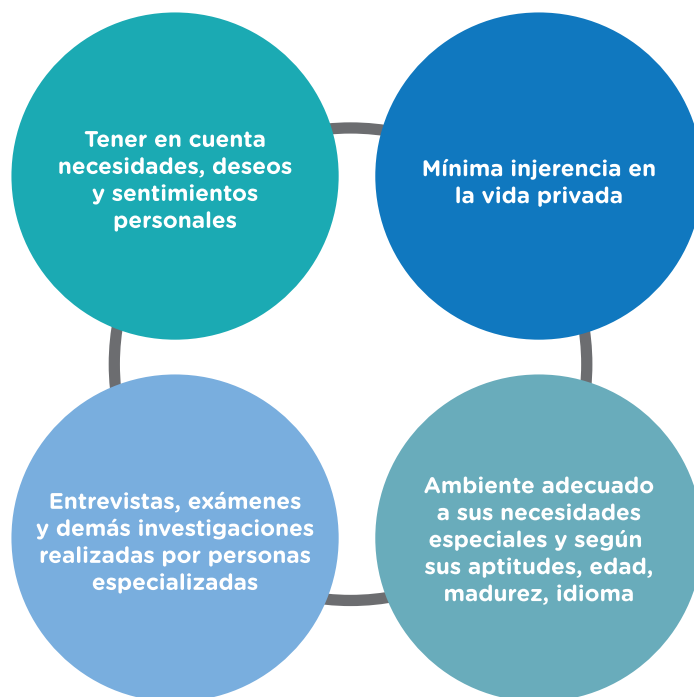 Tener en cuenta
necesidades, deseos
y sentimientos
personales
Mínima injerencia en
la vida privada
Entrevistas, exámenes
y demás investigaciones
realizadas por personas
especializadas
Ambiente adecuado
a sus necesidades
especiales y según
sus aptitudes, edad,
madurez, idioma